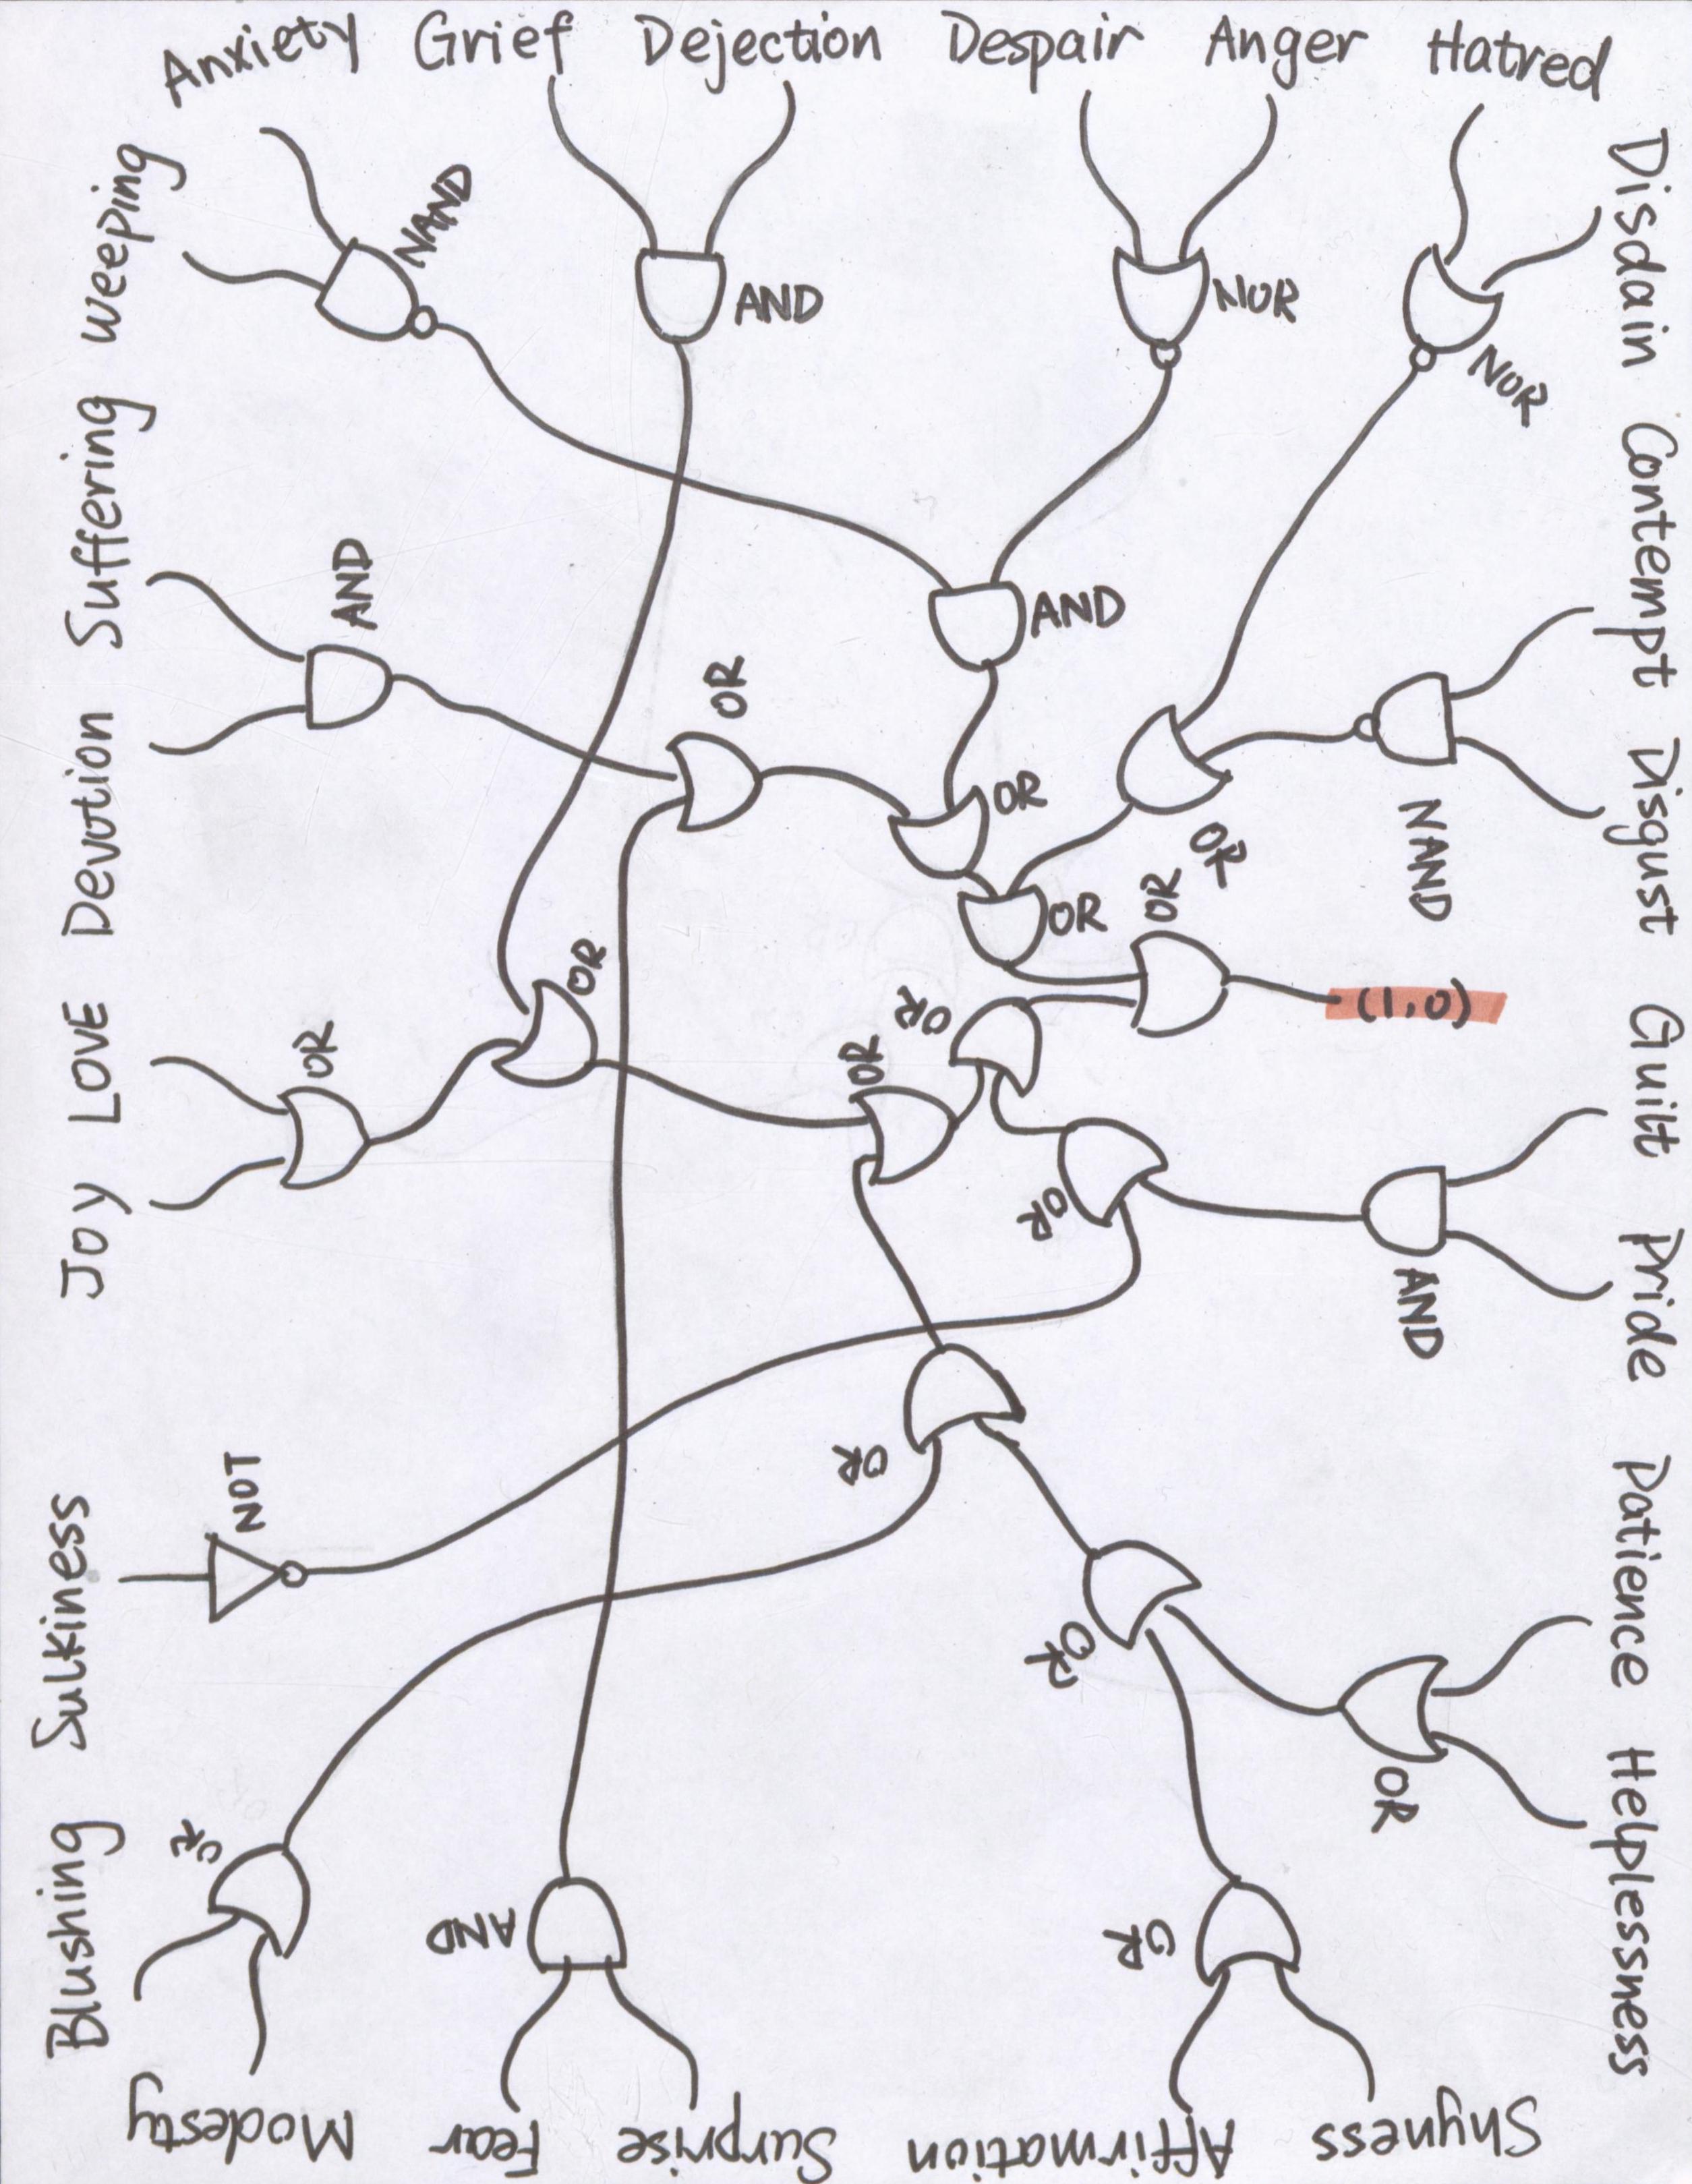 Anxiety Grief Dejection Despair Anger Hatred
Disdain Contempt Disgust Guilt Pride Patience Helplessness
Shyness Affirmation Surprise Fear Modesty
Blushing Sulkiness Joy LOVE Devotion Suffering weeping
NAND
AND
NOR
NOR
AND
AND
OR
OR
OR
NAND
OR
OR
(1,0)
OR
OR
OR
OR
OR
AND
OR
NOT
OR
OR
OR
AND
OR